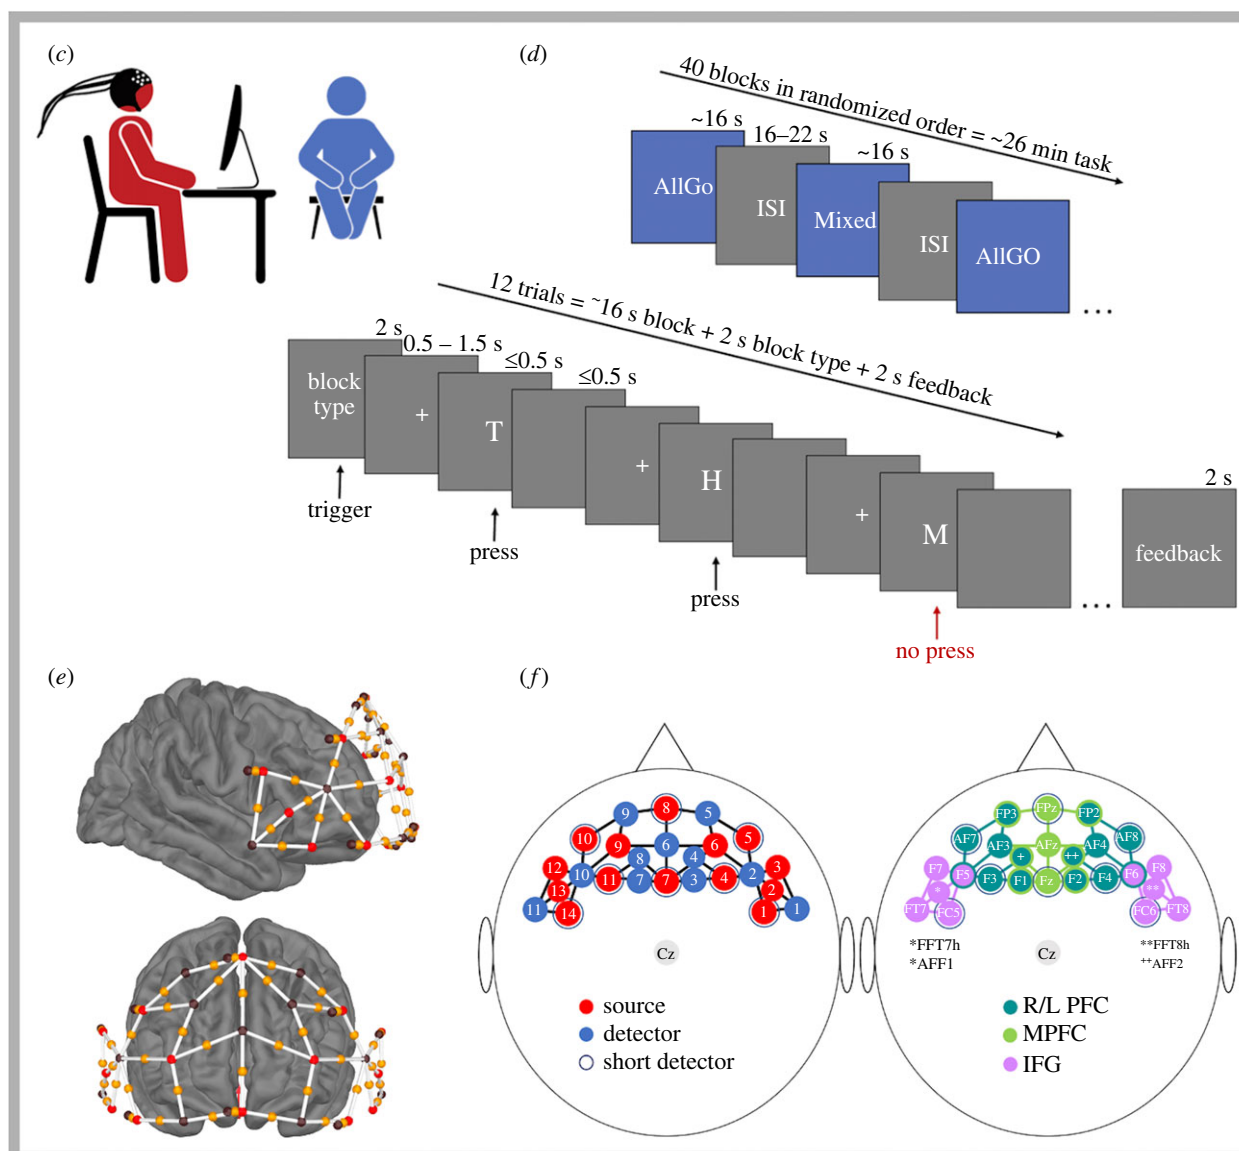 (c)
(d)
40 blocks in randomized order = ~26 min task
~16 s
16–22 s
~16 s
AllGo
ISI
Mixed
ISI
AllGO
...
12 trials = ~16 s block + 2 s block type + 2 s feedback
2 s
0.5 – 1.5 s
≤0.5 s
≤0.5 s
block
type
+
T
+
H
+
M
...
2 s
feedback
trigger
press
press
no press
(e)
(f)
9 8 5
10 9 6 6 5
12 10 8 4 2 3
13 11 7 7 3 4 2
11 14 1 1
Cz
source
detector
short detector
FP3 FPz FP2
AF7 AF3 AFz AF4 AF8
F7 F5 + ++ F6 F8
* F3 F1 Fz F2 F4 **
FT7 FC5 FC6 FT8
*FFT7h
*AFF1
**FFT8h
++AFF2
Cz
R/L PFC
MPFC
IFG